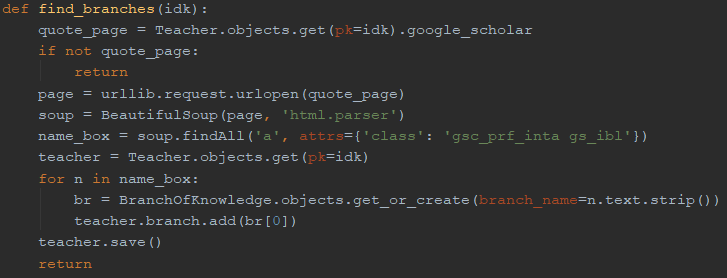 def find_branches(idk):
    quote_page = Teacher.objects.get(pk=idk).google_scholar
    if not quote_page:
        return
    page = urllib.request.urlopen(quote_page)
    soup = BeautifulSoup(page, 'html.parser')
    name_box = soup.findAll('a', attrs={'class': 'gsc_prf_inta gs_ibl'})
    teacher = Teacher.objects.get(pk=idk)
    for n in name_box:
        br = BranchOfKnowledge.objects.get_or_create(branch_name=n.text.strip())
        teacher.branch.add(br[0])
    teacher.save()
    return